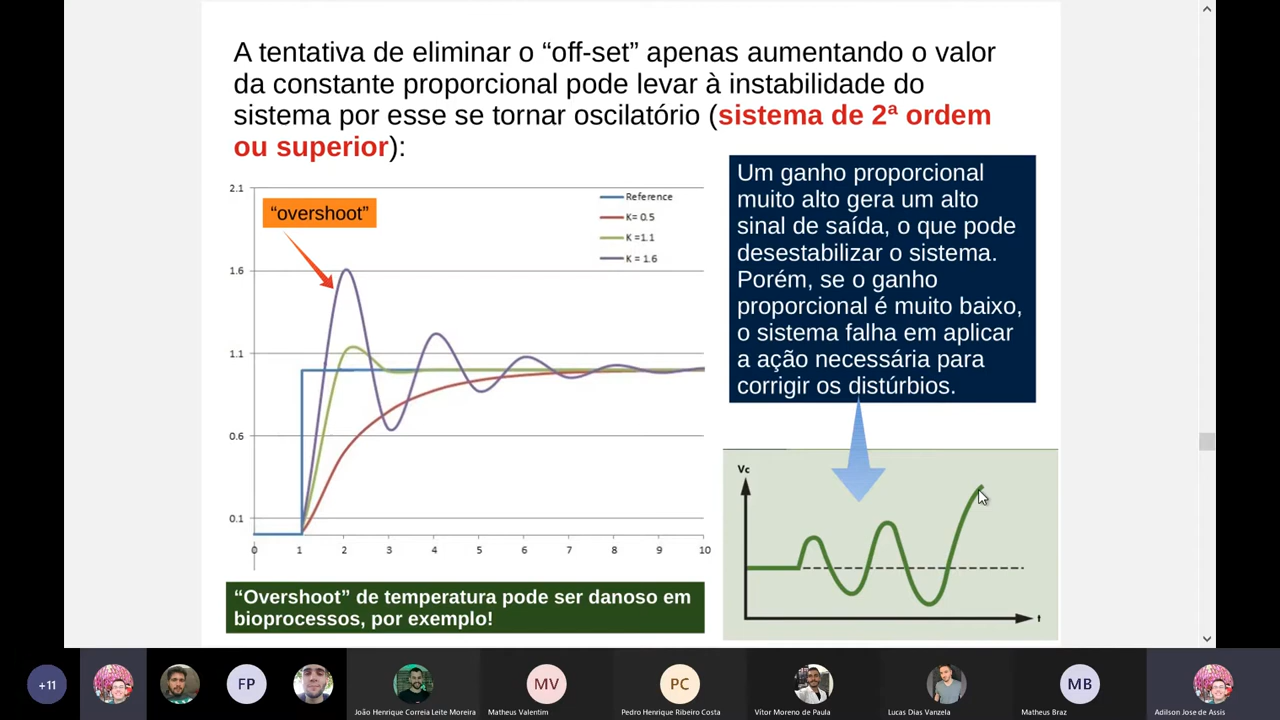 A tentativa de eliminar o “off-set” apenas aumentando o valor
da constante proporcional pode levar à instabilidade do
sistema por esse se tornar oscilatório (sistema de 2ª ordem
ou superior):
2.1
1.6
1.1
0.6
0.1
0 1 2 3 4 5 6 7 8 9 10
“overshoot”
Reference
K= 0.5
K =1.1
K = 1.6
“Overshoot” de temperatura pode ser danoso em
bioprocessos, por exemplo!
Um ganho proporcional
muito alto gera um alto
sinal de saída, o que pode
desestabilizar o sistema.
Porém, se o ganho
proporcional é muito baixo,
o sistema falha em aplicar
a ação necessária para
corrigir os distúrbios.
Vc
t
+11
FP
MV
PC
MB
João Henrique Correia Leite Moreira
Matheus Valentim
Pedro Henrique Ribeiro Costa
Vítor Moreno de Paula
Lucas Dias Vanzela
Matheus Braz
Adilson Jose de Assis